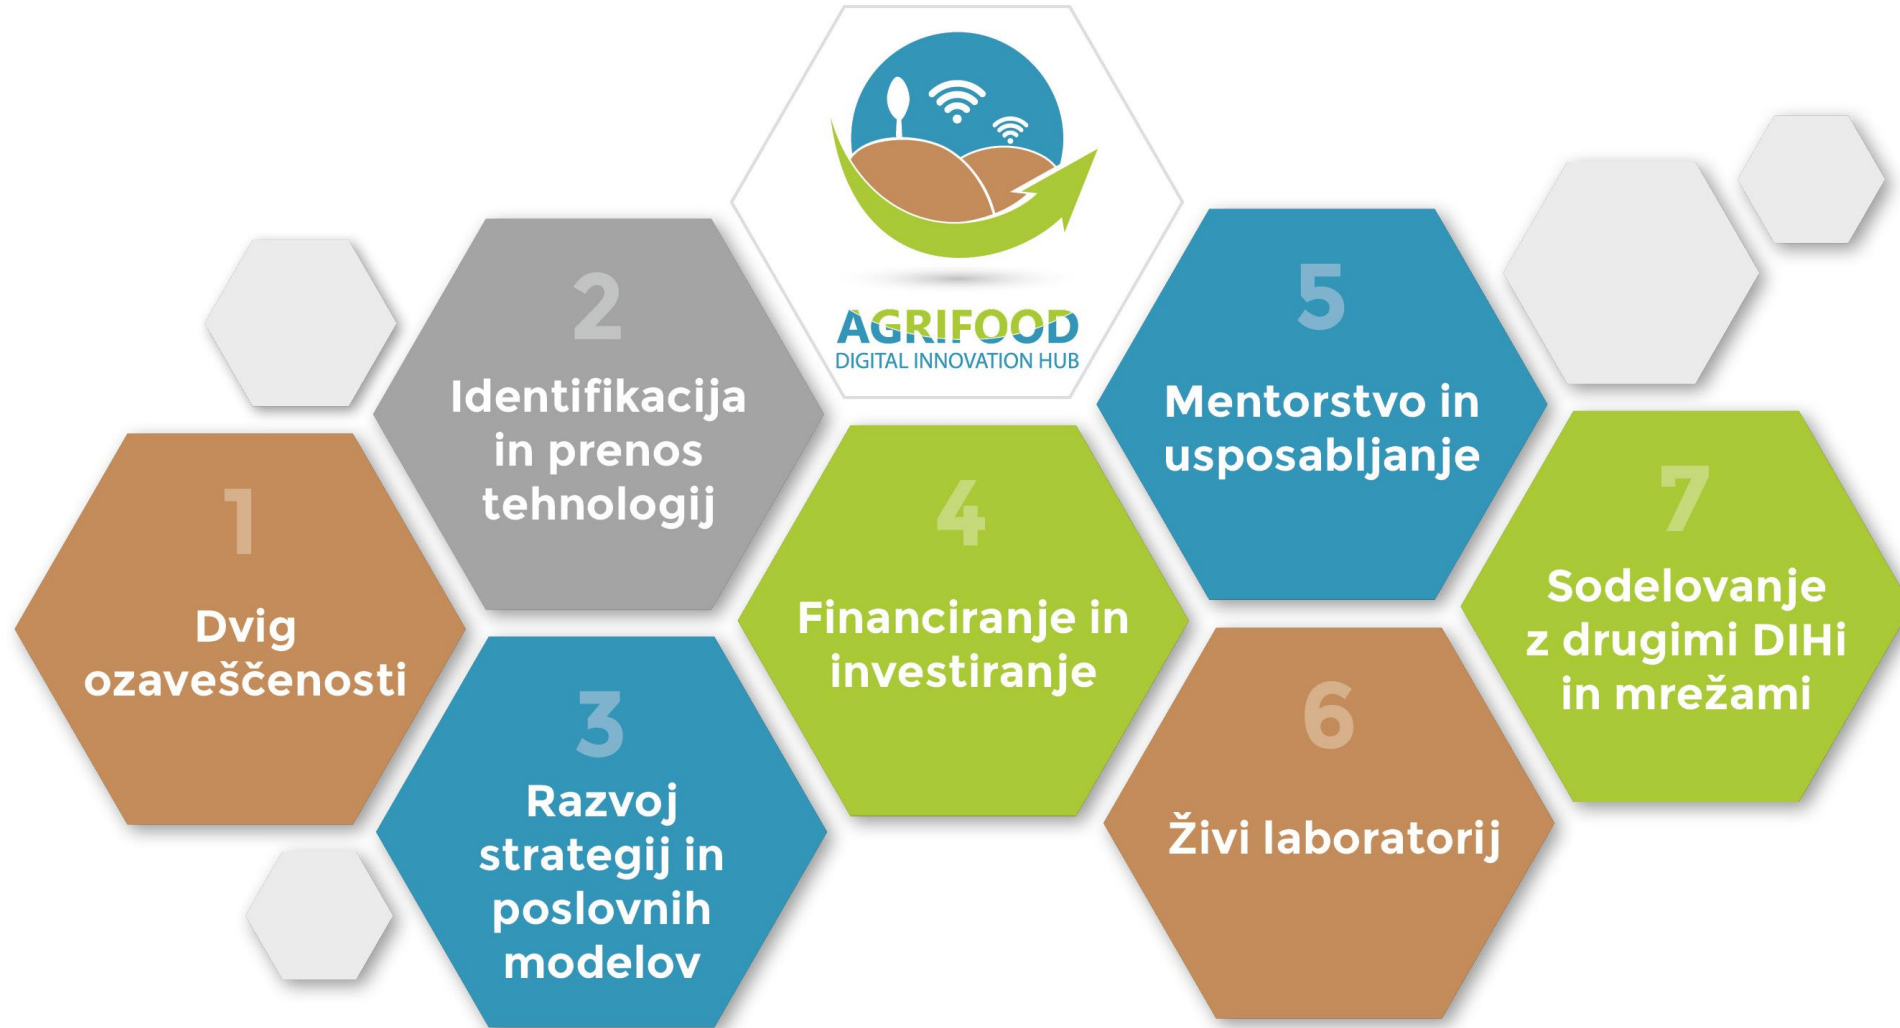 AGRIFOOD
DIGITAL INNOVATION HUB
1
Dvig
ozaveščenosti
2
Identifikacija
in prenos
tehnologij
3
Razvoj
strategij in
poslovnih
modelov
4
Financiranje in
investiranje
5
Mentorstvo in
usposabljanje
6
Živi laboratorij
7
Sodelovanje
z drugimi DIHi
in mrežami